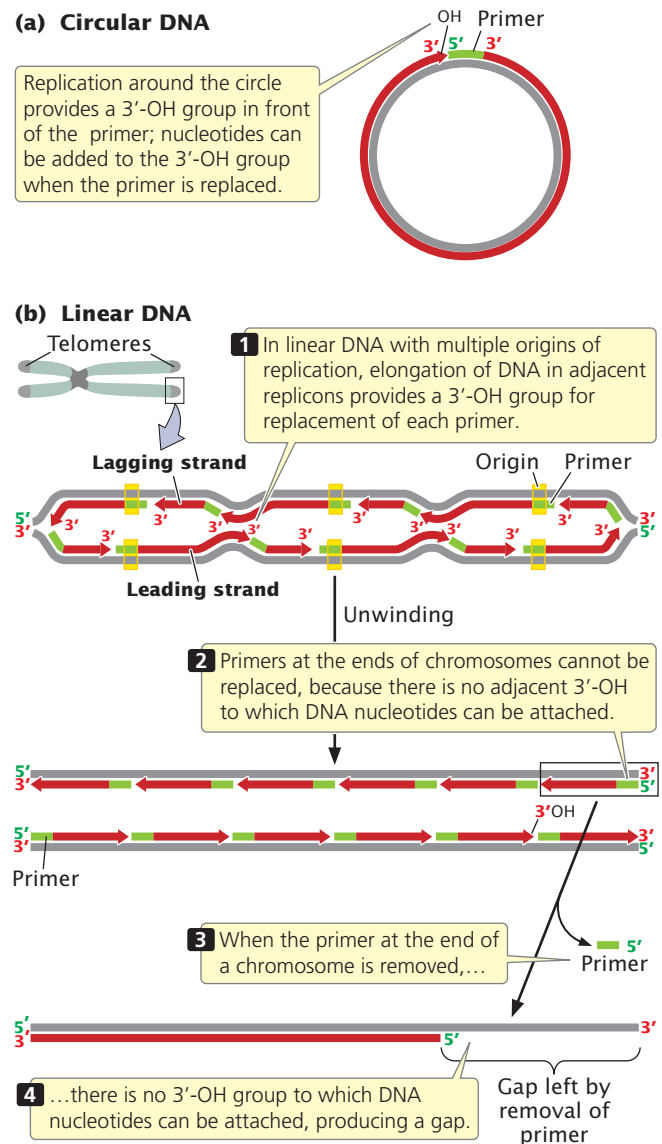 (a) Circular DNA
OH
Primer
3′ 5′ 3′
Replication around the circle
provides a 3′-OH group in front
of the primer; nucleotides can
be added to the 3′-OH group
when the primer is replaced.
(b) Linear DNA
Telomeres
1 In linear DNA with multiple origins of
replication, elongation of DNA in adjacent
replicons provides a 3′-OH group for
replacement of each primer.
Lagging strand
Origin Primer
5′ 3′ 3′ 3′ 3′ 3′ 3′ 3′ 5′
3′ 3′ 3′ 3′ 3′ 3′
Leading strand
Unwinding
2 Primers at the ends of chromosomes cannot be
replaced, because there is no adjacent 3′-OH
to which DNA nucleotides can be attached.
5′ 3′
3′ 5′
3′OH
5′ 3′
3′ 5′
Primer
3 When the primer at the end of
a chromosome is removed,…
5′
Primer
5′ 3′
3′ 5′
4 …there is no 3′-OH group to which DNA
nucleotides can be attached, producing a gap.
Gap left by
removal of
primer